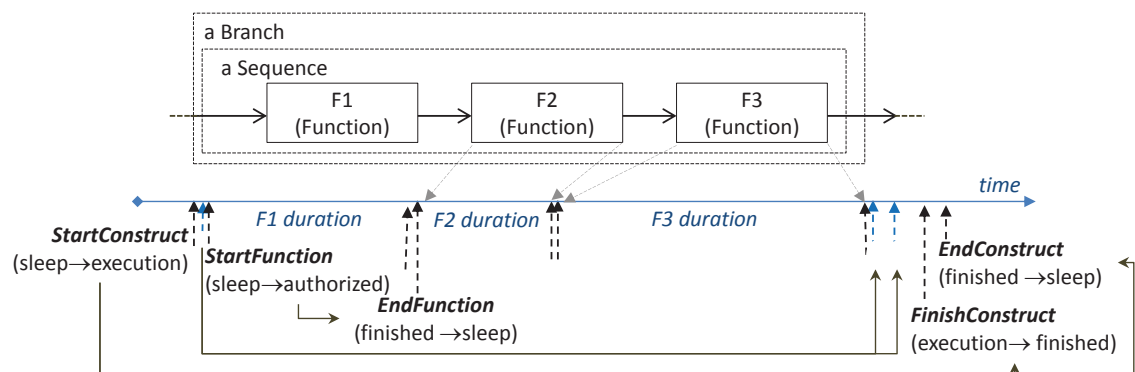 a Branch
a Sequence
F1
(Function)
F2
(Function)
F3
(Function)
time
F1 duration
F2 duration
F3 duration
StartConstruct
(sleep→execution)
StartFunction
(sleep→authorized)
EndFunction
(finished →sleep)
EndConstruct
(finished →sleep)
FinishConstruct
(execution→ finished)